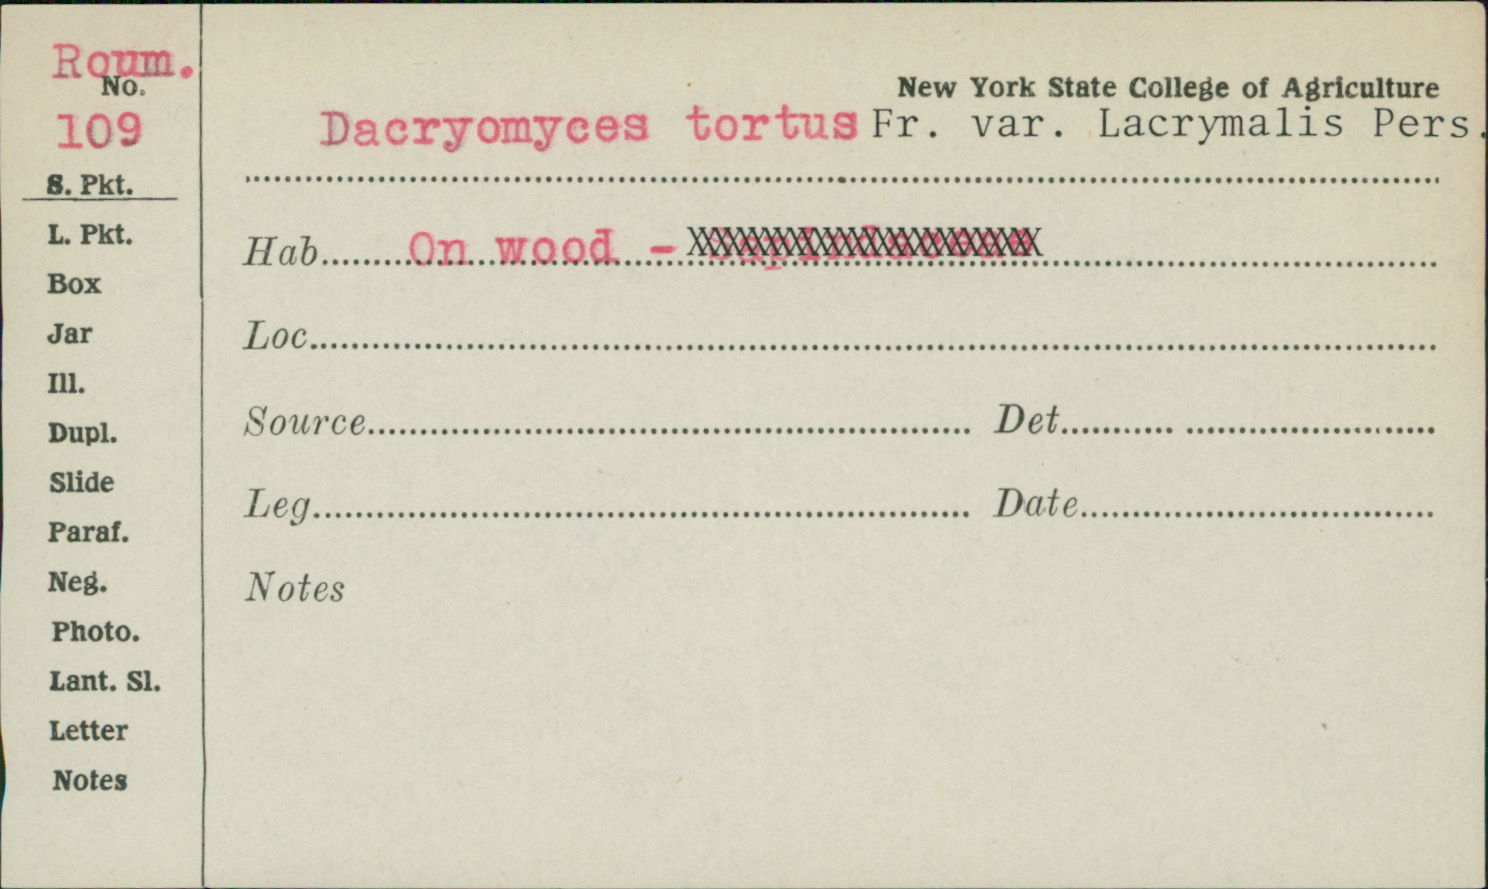 Roum.
No.
109
S. Pkt.
L. Pkt.
Box
Jar
Ill.
Dupl.
Slide
Paraf.
Neg.
Photo.
Lant. Sl.
Letter
Notes
New York State College of Agriculture
Dacryomyces tortus Fr. var. Lacrymalis Pers.
Hab. On wood -
Loc.
Source Det.
Leg. Date
Notes